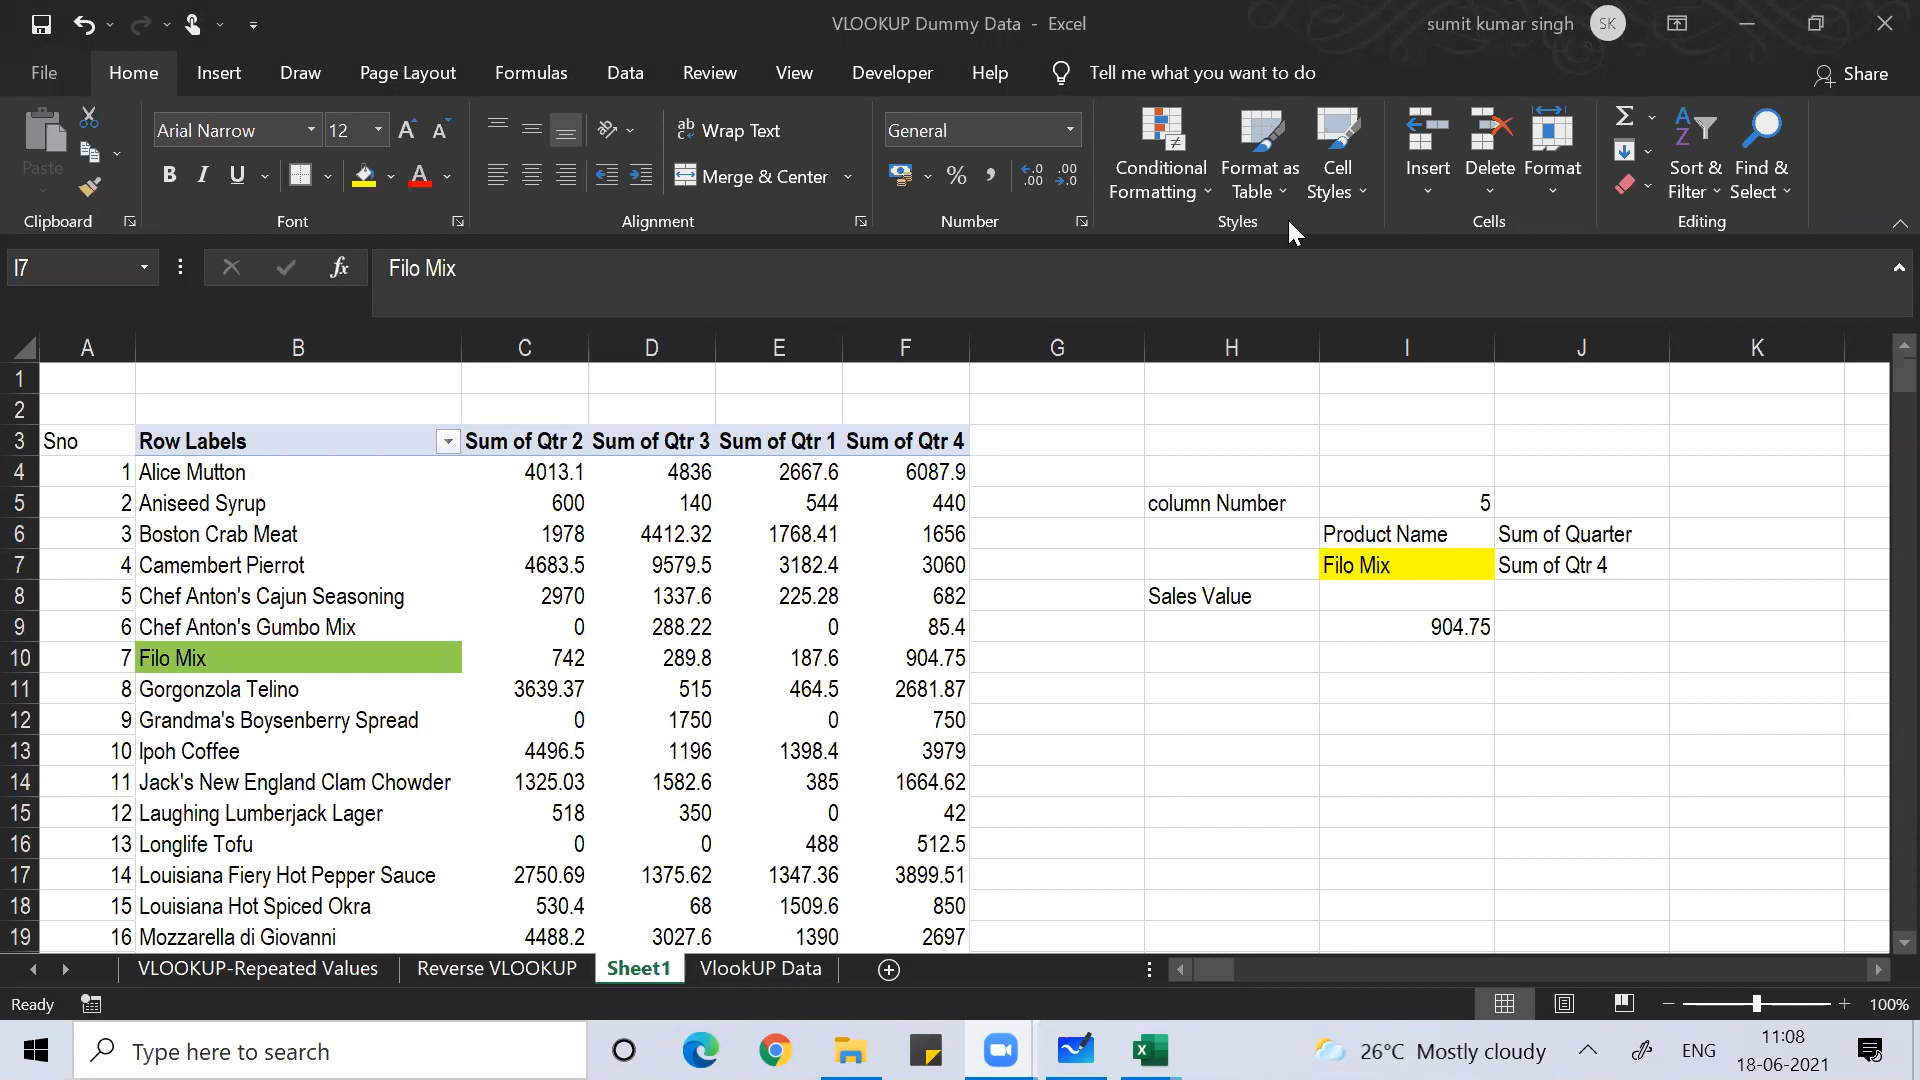 VLOOKUP Dummy Data - Excel
sumit kumar singh SK
File Home Insert Draw Page Layout Formulas Data Review View Developer Help Tell me what you want to do Share
Paste
Arial Narrow 12 A A
B I U A
ab Wrap Text
Merge & Center
General
% , .00 .00
Conditional Formatting
Format as Table
Cell Styles
Insert Delete Format
Sort & Filter
Find & Select
Clipboard Font Alignment Number Styles Cells Editing
I7 fx Filo Mix
A B C D E F G H I J K
1
2
3 Sno Row Labels Sum of Qtr 2 Sum of Qtr 3 Sum of Qtr 1 Sum of Qtr 4
4 1 Alice Mutton 4013.1 4836 2667.6 6087.9
5 2 Aniseed Syrup 600 140 544 440 column Number 5
6 3 Boston Crab Meat 1978 4412.32 1768.41 1656 Product Name Sum of Quarter
7 4 Camembert Pierrot 4683.5 9579.5 3182.4 3060 Filo Mix Sum of Qtr 4
8 5 Chef Anton's Cajun Seasoning 2970 1337.6 225.28 682 Sales Value
9 6 Chef Anton's Gumbo Mix 0 288.22 0 85.4 904.75
10 7 Filo Mix 742 289.8 187.6 904.75
11 8 Gorgonzola Telino 3639.37 515 464.5 2681.87
12 9 Grandma's Boysenberry Spread 0 1750 0 750
13 10 Ipoh Coffee 4496.5 1196 1398.4 3979
14 11 Jack's New England Clam Chowder 1325.03 1582.6 385 1664.62
15 12 Laughing Lumberjack Lager 518 350 0 42
16 13 Longlife Tofu 0 0 488 512.5
17 14 Louisiana Fiery Hot Pepper Sauce 2750.69 1375.62 1347.36 3899.51
18 15 Louisiana Hot Spiced Okra 530.4 68 1509.6 850
19 16 Mozzarella di Giovanni 4488.2 3027.6 1390 2697
VLOOKUP-Repeated Values Reverse VLOOKUP Sheet1 VlookUP Data
Ready 100%
Type here to search 26°C Mostly cloudy ENG 11:08
18-06-2021